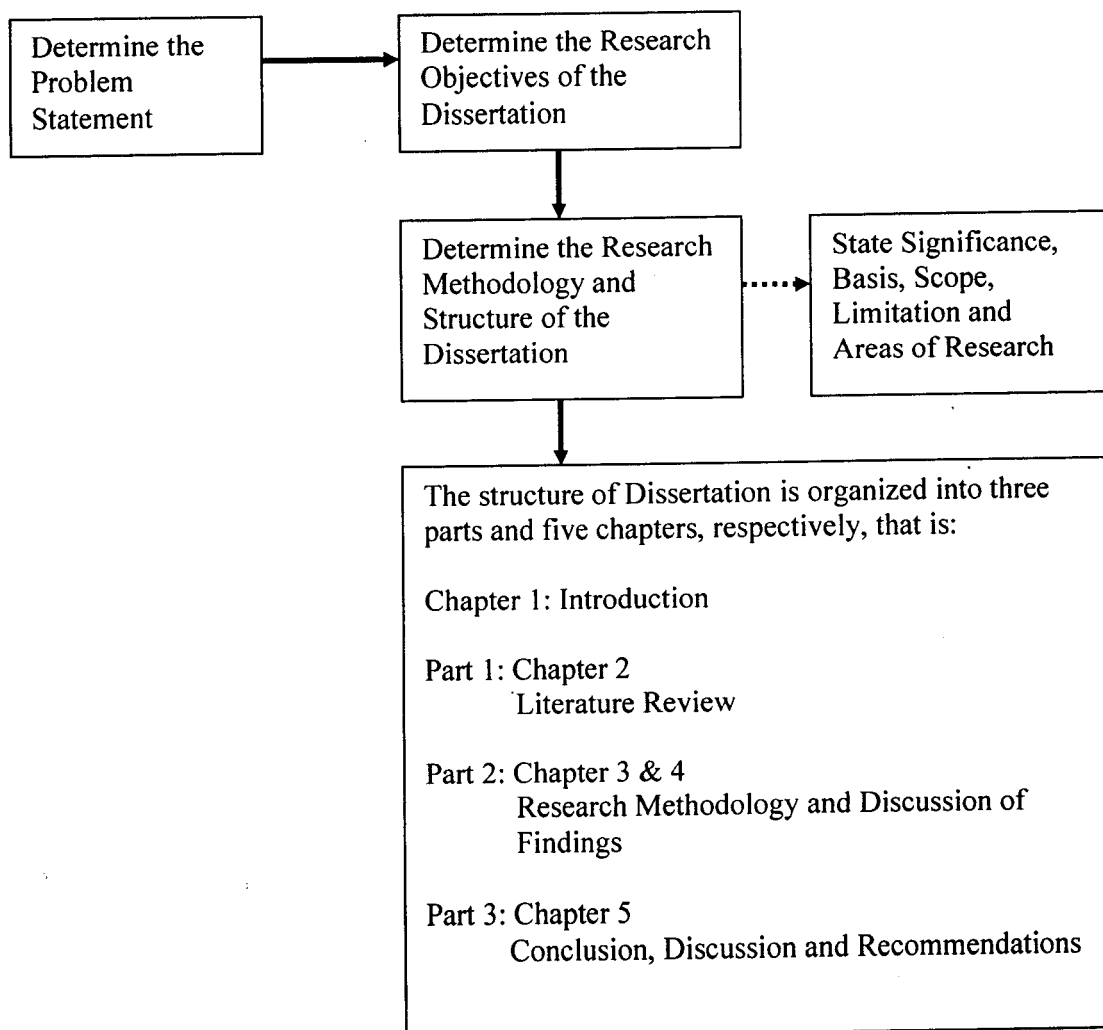 Determine the
Problem
Statement
Determine the Research
Objectives of the
Dissertation
Determine the Research
Methodology and
Structure of the
Dissertation
State Significance,
Basis, Scope,
Limitation and
Areas of Research
The structure of Dissertation is organized into three
parts and five chapters, respectively, that is:
Chapter 1: Introduction
Part 1: Chapter 2
Literature Review
Part 2: Chapter 3 & 4
Research Methodology and Discussion of
Findings
Part 3: Chapter 5
Conclusion, Discussion and Recommendations